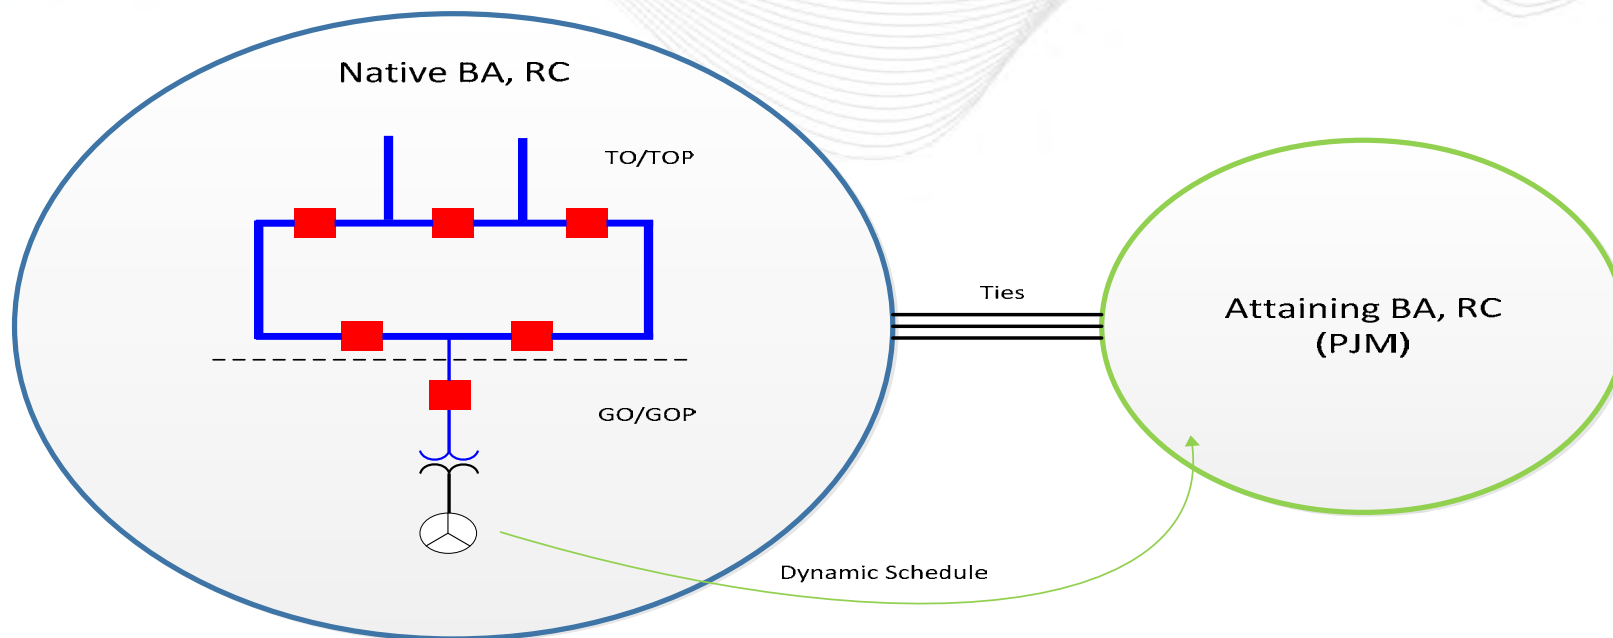 Native BA, RC
TO/TOP
Ties
Attaining BA, RC
(PJM)
GO/GOP
Dynamic Schedule